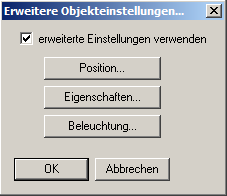 Erweitere Objekteinstellungen...
erweiterte Einstellungen verwenden
Position...
Eigenschaften...
Beleuchtung...
OK
Abbrechen